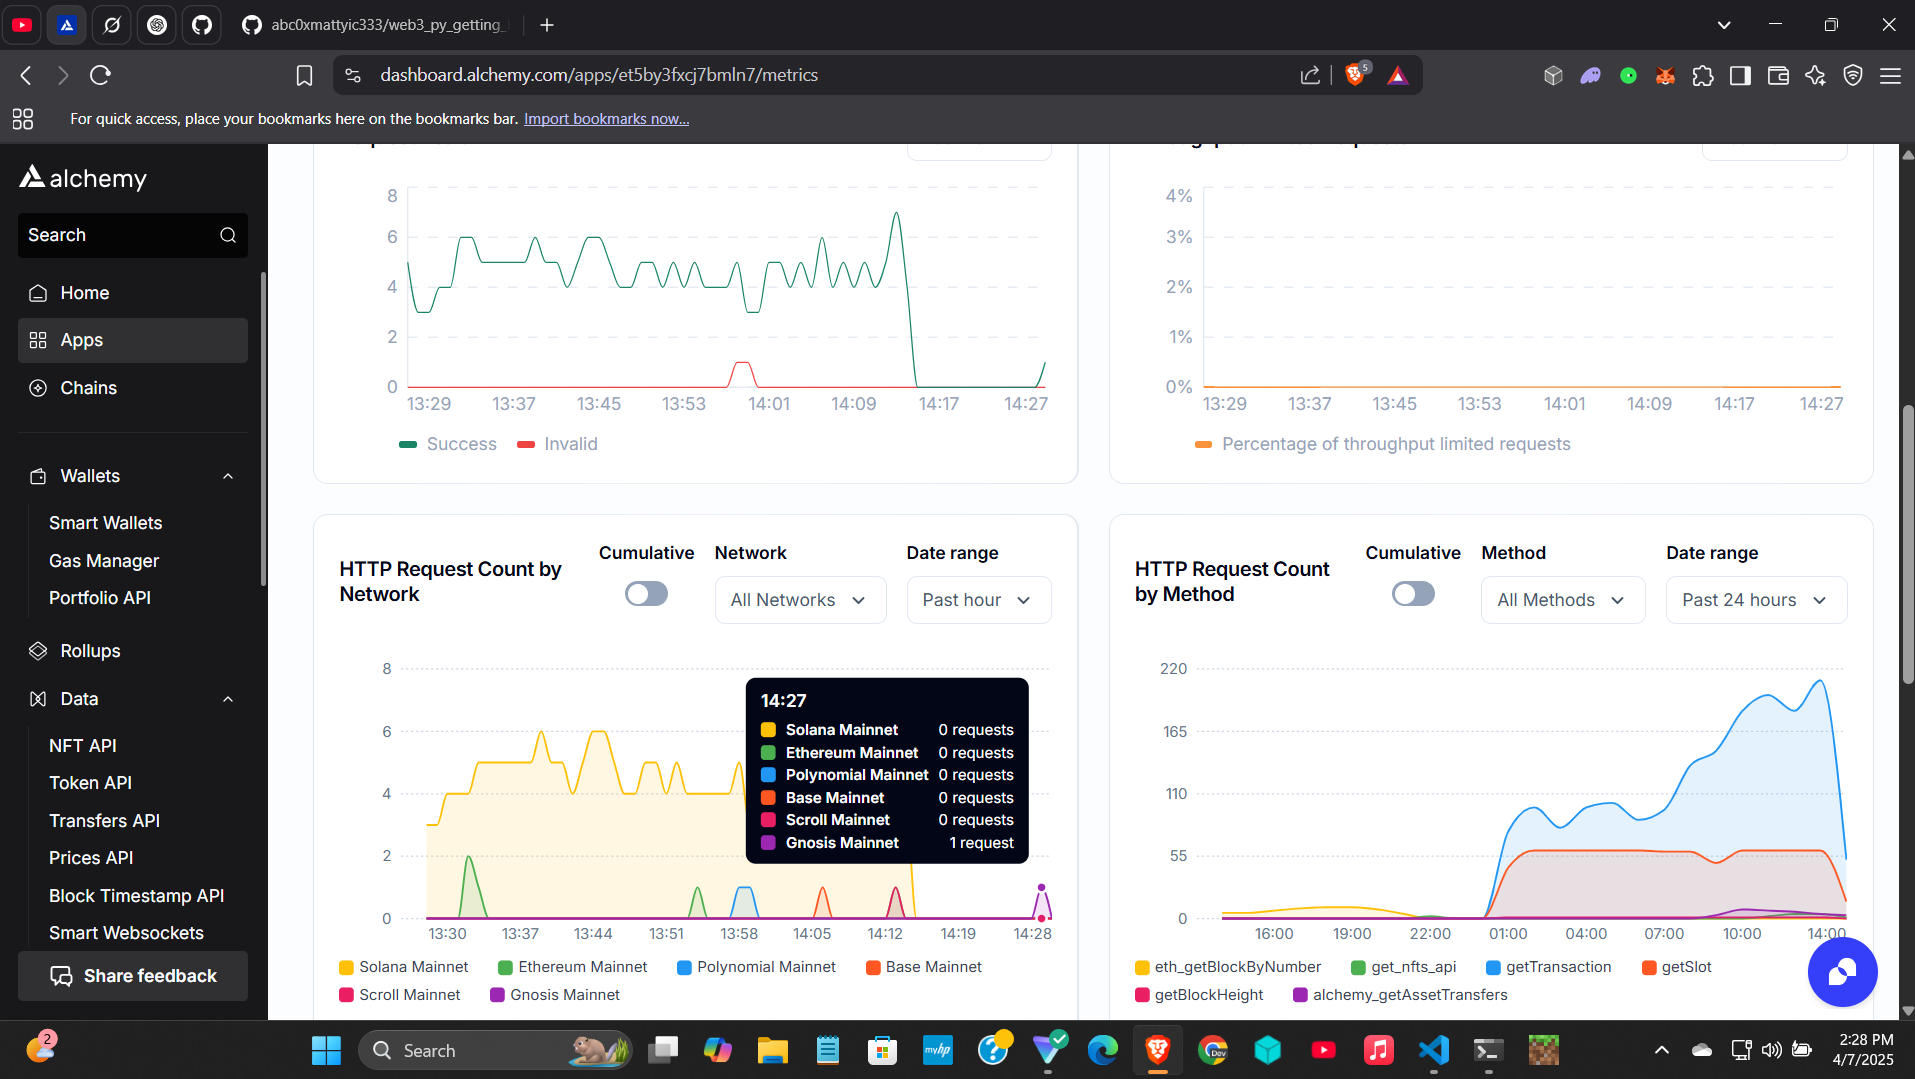 abc0xmattyic333/web3_py_getting_
dashboard.alchemy.com/apps/et5by3fxcj7bmln7/metrics
5
For quick access, place your bookmarks here on the bookmarks bar. Import bookmarks now...
alchemy
Search
Home
Apps
Chains
Wallets
Smart Wallets
Gas Manager
Portfolio API
Rollups
Data
NFT API
Token API
Transfers API
Prices API
Block Timestamp API
Smart Websockets
Share feedback
8
6
4
2
0
13:29 13:37 13:45 13:53 14:01 14:09 14:17 14:27
Success Invalid
4%
3%
2%
1%
0%
13:29 13:37 13:45 13:53 14:01 14:09 14:17 14:27
Percentage of throughput limited requests
HTTP Request Count by
Network
Cumulative Network Date range
All Networks Past hour
8
6
4
2
0
14:27
Solana Mainnet 0 requests
Ethereum Mainnet 0 requests
Polynomial Mainnet 0 requests
Base Mainnet 0 requests
Scroll Mainnet 0 requests
Gnosis Mainnet 1 request
13:30 13:37 13:44 13:51 13:58 14:05 14:12 14:19 14:28
Solana Mainnet Ethereum Mainnet Polynomial Mainnet Base Mainnet
Scroll Mainnet Gnosis Mainnet
HTTP Request Count
by Method
Cumulative Method Date range
All Methods Past 24 hours
220
165
110
55
0
16:00 19:00 22:00 01:00 04:00 07:00 10:00 14:00
eth_getBlockByNumber get_nfts_api getTransaction getSlot
getBlockHeight alchemy_getAssetTransfers
2
Search
myhp
Dev
2:28 PM
4/7/2025